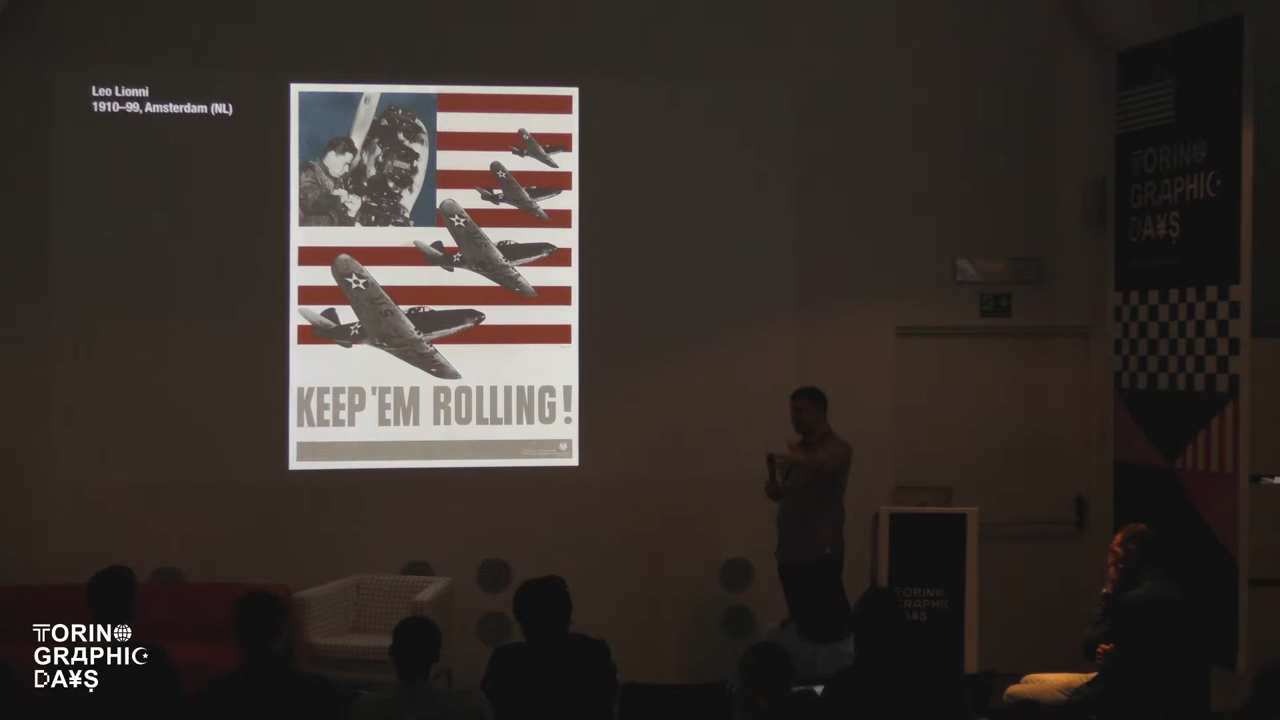 Leo Lionni
1910–99, Amsterdam (NL)
KEEP 'EM ROLLING!
U.S.
TORINO
GRAPHIC
DA¥S
TORINO
GRAPHIC
DA¥S
TORINO
GRAPHIC
DA¥S